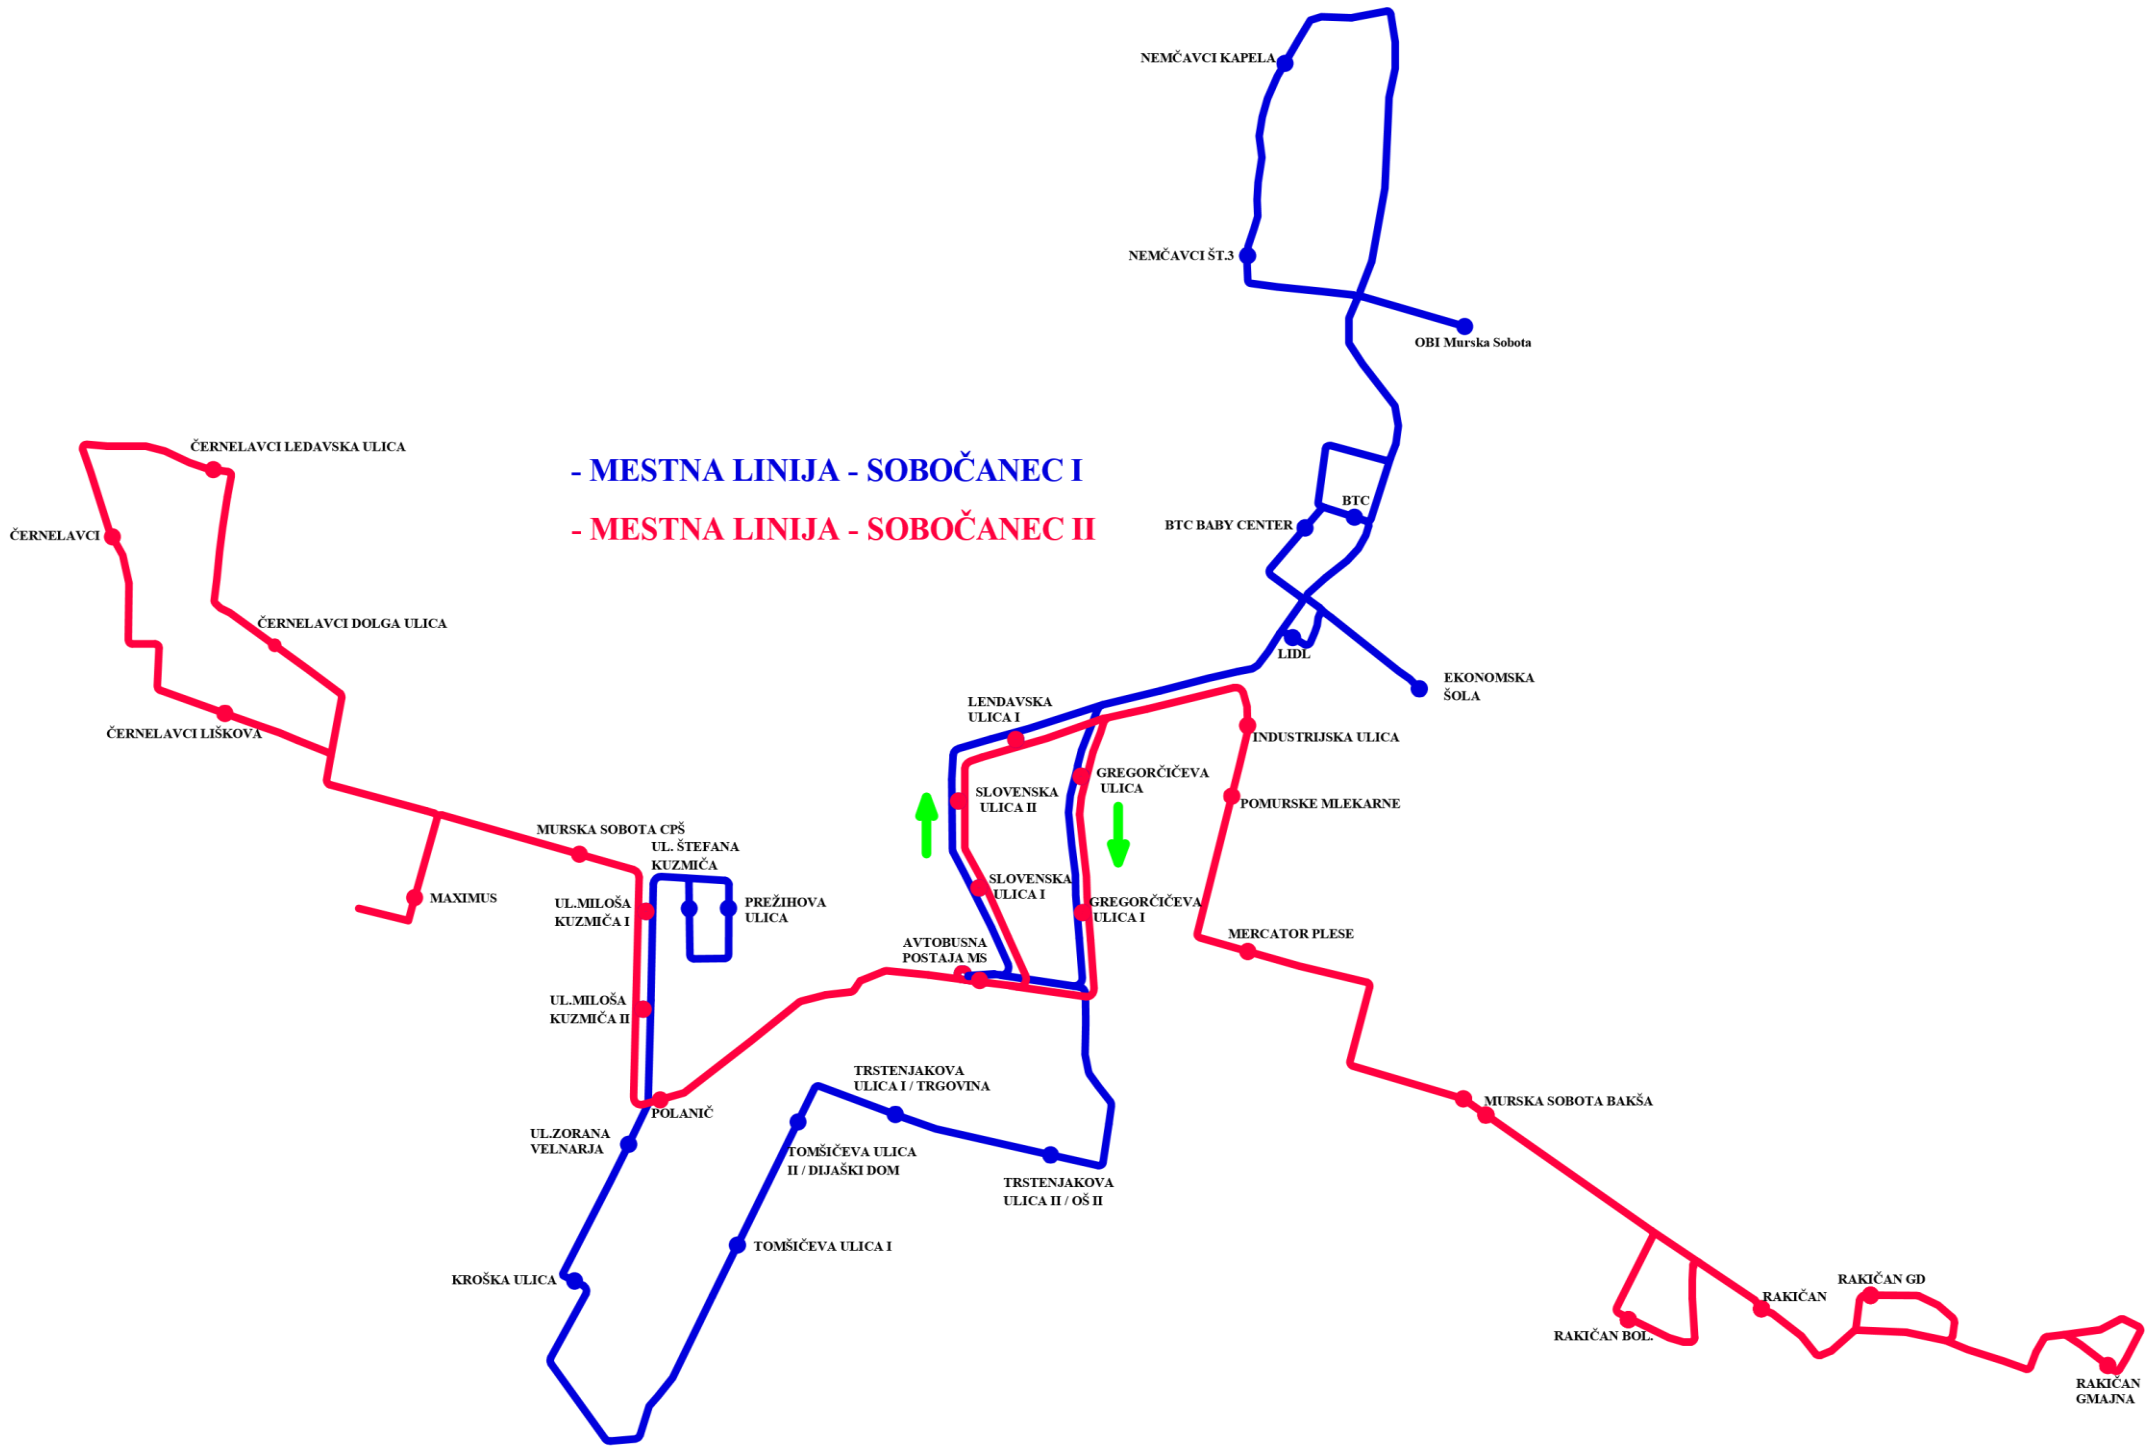 NEMČAVCI KAPELA
NEMČAVCI ŠT.3
OBI Murska Sobota
ČERNELAVCI LEDAVSKA ULICA
- MESTNA LINIJA - SOBOČANEC I
BTC
BTC BABY CENTER
- MESTNA LINIJA - SOBOČANEC II
ČERNELAVCI
ČERNELAVCI DOLGA ULICA
LIDL
EKONOMSKA
ŠOLA
LENDAVSKA
ULICA I
ČERNELAVCI LIŠKOVA
INDUSTRIJSKA ULICA
GREGORČIČEVA
ULICA
SLOVENSKA
ULICA II
POMURSKE MLEKARNE
MURSKA SOBOTA CPŠ
UL. ŠTEFANA
KUZMIČA
SLOVENSKA
ULICA I
MAXIMUS
UL.MILOŠA
KUZMIČA I
PREŽIHOVA
ULICA
GREGORČIČEVA
ULICA I
MERCATOR PLESE
AVTOBUSNA
POSTAJA MS
UL.MILOŠA
KUZMIČA II
TRSTENJAKOVA
ULICA I / TRGOVINA
MURSKA SOBOTA BAKŠA
POLANIČ
UL.ZORANA
VELNARJA
TOMŠIČEVA ULICA
II / DIJAŠKI DOM
TRSTENJAKOVA
ULICA II / OŠ II
TOMŠIČEVA ULICA I
KROŠKA ULICA
RAKIČAN GD
RAKIČAN
RAKIČAN BOL.
RAKIČAN
GMAJNA